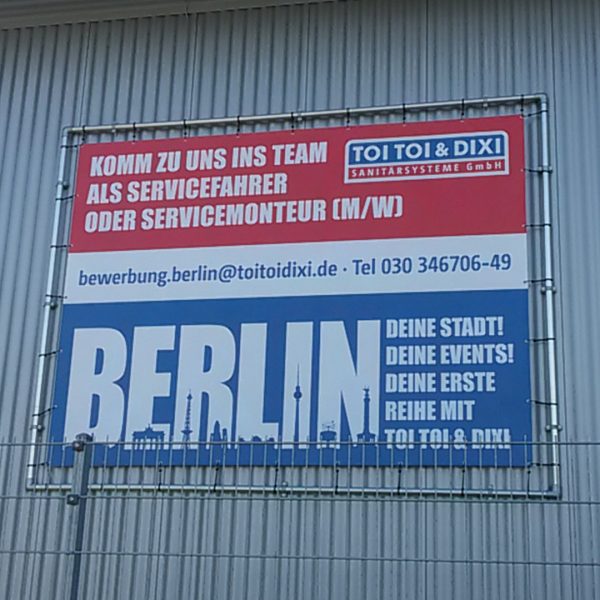 KOMM ZU UNS INS TEAM
ALS SERVICEFAHRER
ODER SERVICEMONTEUR (M/W)
TOI TOI & DIXI
SANITÄRSYSTEME GmbH
bewerbung.berlin@toitoidixi.de · Tel 030 346706-49
BERLIN
DEINE STADT!
DEINE EVENTS!
DEINE ERSTE
REIHE MIT
TOI TOI & DIXI